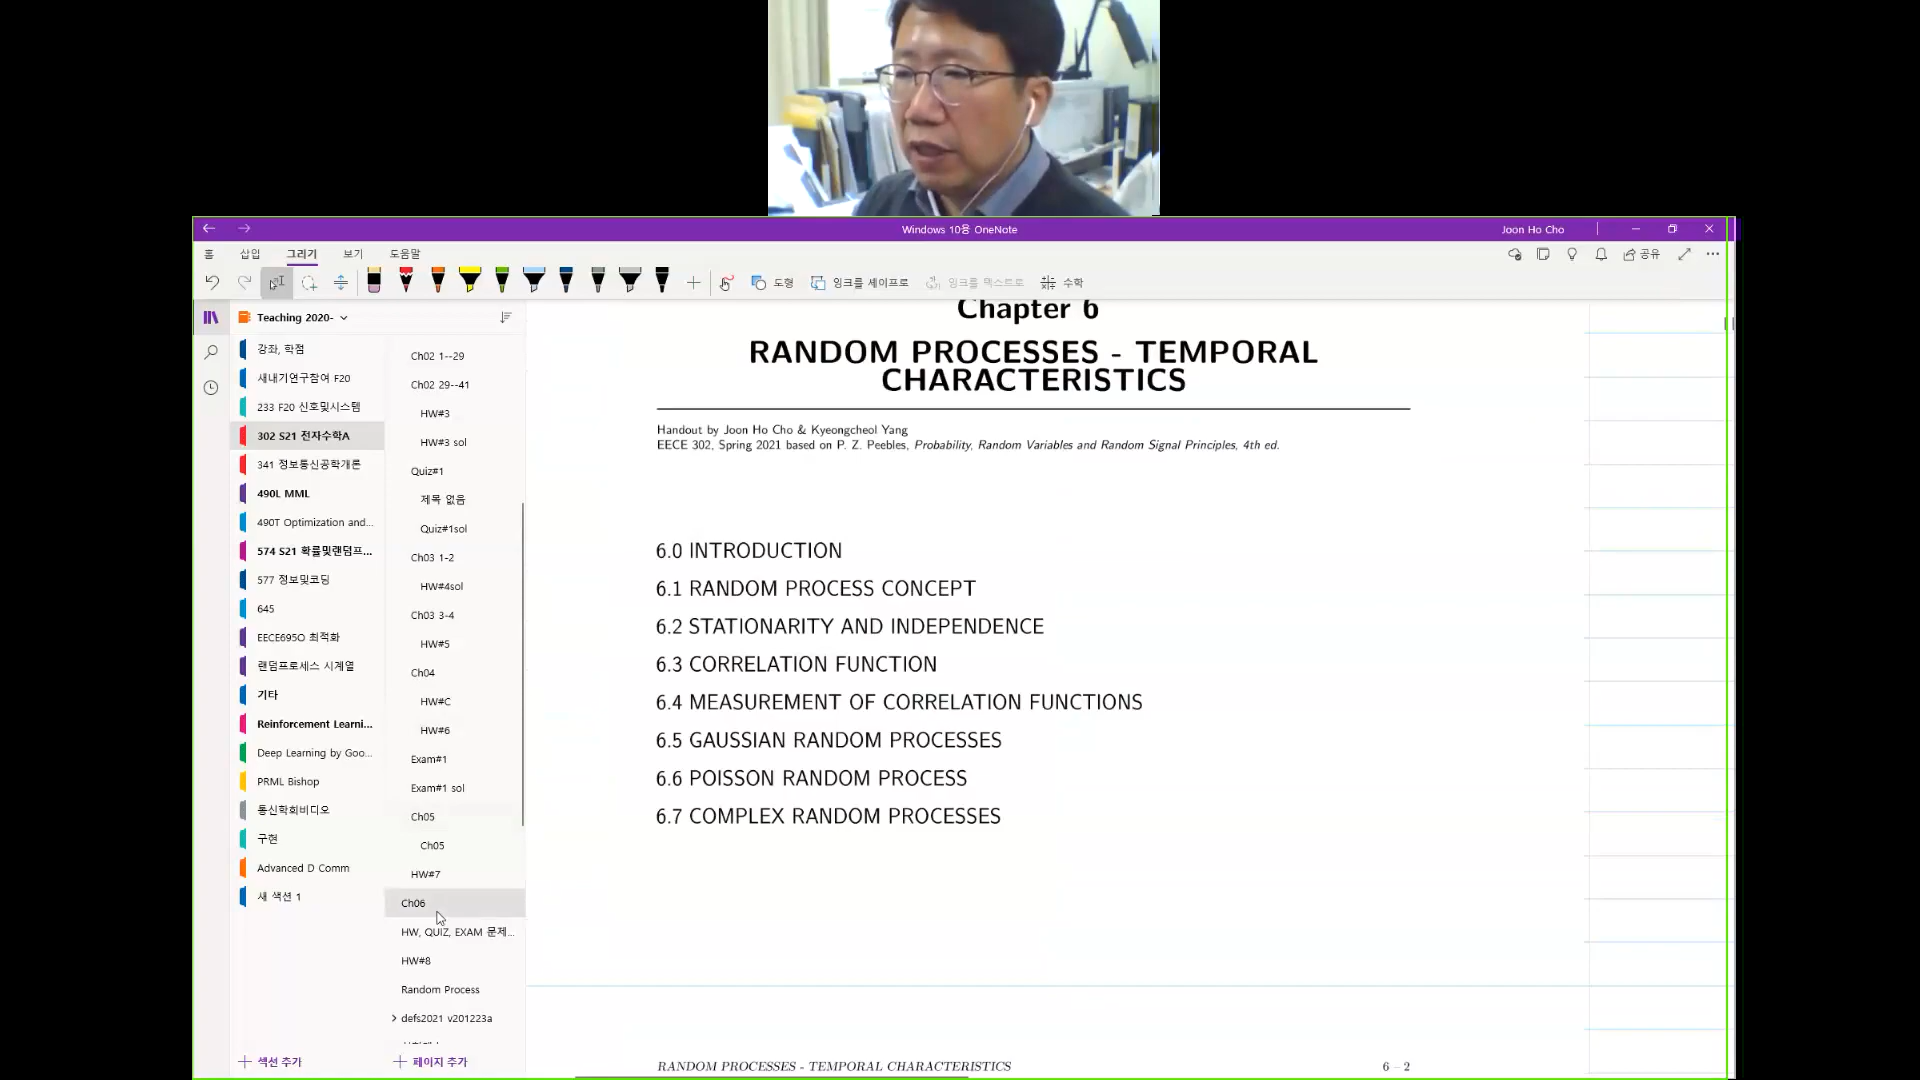 Windows 10용 OneNote
Joon Ho Cho
홈 삽입 그리기 보기 도움말
공유
도형 잉크를 셰이프로 잉크를 텍스트로 수학
Teaching 2020-
강좌, 학점
새내기연구참여 F20
233 F20 신호및시스템
302 S21 전자수학A
341 정보통신공학개론
490L MML
490T Optimization and...
574 S21 확률및랜덤프...
577 정보및코딩
645
EECE695O 최적화
랜덤프로세스 시계열
기타
Reinforcement Learni...
Deep Learning by Goo...
PRML Bishop
통신학회비디오
구현
Advanced D Comm
새 섹션 1
섹션 추가
Ch02 1--29
Ch02 29--41
HW#3
HW#3 sol
Quiz#1
제목 없음
Quiz#1sol
Ch03 1-2
HW#4sol
Ch03 3-4
HW#5
Ch04
HW#C
HW#6
Exam#1
Exam#1 sol
Ch05
Ch05
HW#7
Ch06
HW, QUIZ, EXAM 문제...
HW#8
Random Process
defs2021 v201223a
페이지 추가
Chapter 6
RANDOM PROCESSES - TEMPORAL
CHARACTERISTICS
Handout by Joon Ho Cho & Kyeongcheol Yang
EECE 302, Spring 2021 based on P. Z. Peebles, Probability, Random Variables and Random Signal Principles, 4th ed.
6.0 INTRODUCTION
6.1 RANDOM PROCESS CONCEPT
6.2 STATIONARITY AND INDEPENDENCE
6.3 CORRELATION FUNCTION
6.4 MEASUREMENT OF CORRELATION FUNCTIONS
6.5 GAUSSIAN RANDOM PROCESSES
6.6 POISSON RANDOM PROCESS
6.7 COMPLEX RANDOM PROCESSES
RANDOM PROCESSES - TEMPORAL CHARACTERISTICS 6 – 2